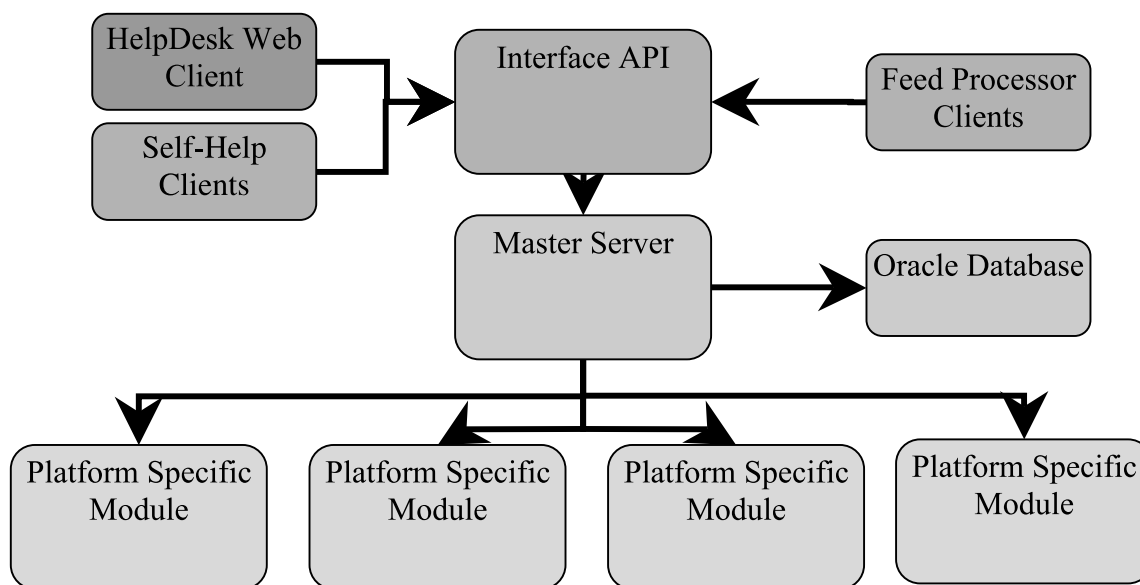 HelpDesk Web
Client
Interface API
Feed Processor
Clients
Self-Help
Clients
Master Server
Oracle Database
Platform Specific
Module
Platform Specific
Module
Platform Specific
Module
Platform Specific
Module